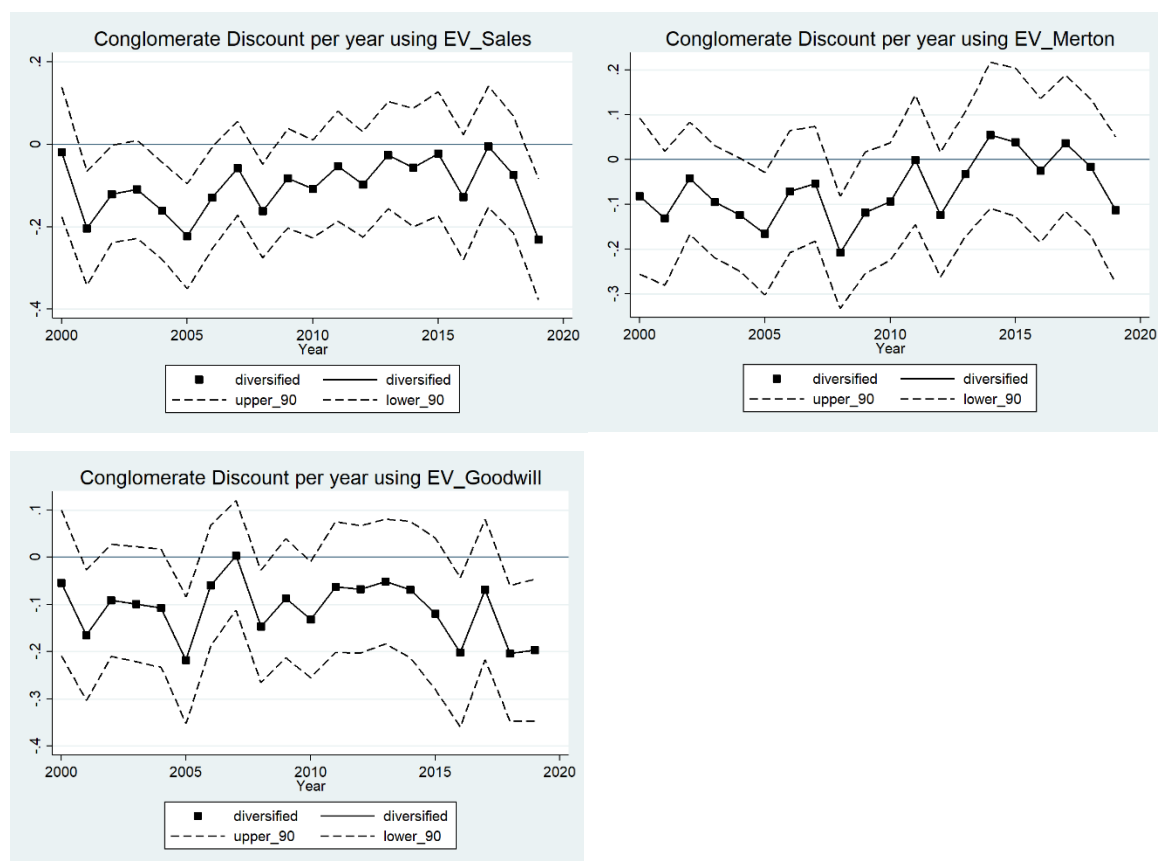 Conglomerate Discount per year using EV_Sales
.2
0
-.2
-.4
2000 2005 2010 2015 2020
Year
diversified diversified
upper_90 lower_90
Conglomerate Discount per year using EV_Merton
.2
.1
0
-.1
-.2
-.3
2000 2005 2010 2015 2020
Year
diversified diversified
upper_90 lower_90
Conglomerate Discount per year using EV_Goodwill
.1
0
-.1
-.2
-.3
-.4
2000 2005 2010 2015 2020
Year
diversified diversified
upper_90 lower_90